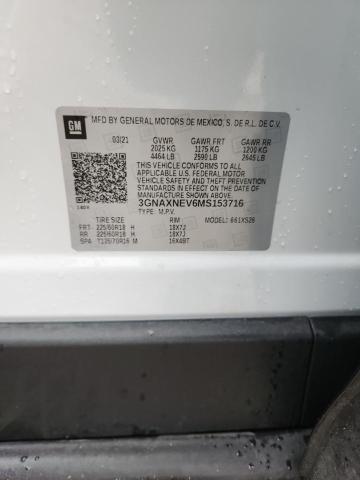 GM
MFD BY GENERAL MOTORS DE MEXICO, S. DE R.L. DE C.V.
03/21 GVWR GAWR FRT GAWR RR
2025 KG 1175 KG 1200 KG
4464 LB 2590 LB 2645 LB
THIS VEHICLE CONFORMS TO ALL
APPLICABLE U.S. FEDERAL MOTOR
VEHICLE SAFETY AND THEFT
PREVENTION STANDARDS IN EFFECT ON
THE DATE OF MANUFACTURE SHOWN ABOVE.
3GNAXNEV6MS153716
TYPE: M.P.V. MODEL: 661XS26
TIRE SIZE RIM
FRT 225/60R18 H 18X7J
RR 225/60R18 H 18X7J
SPA T135/70R16 M 16X4BT